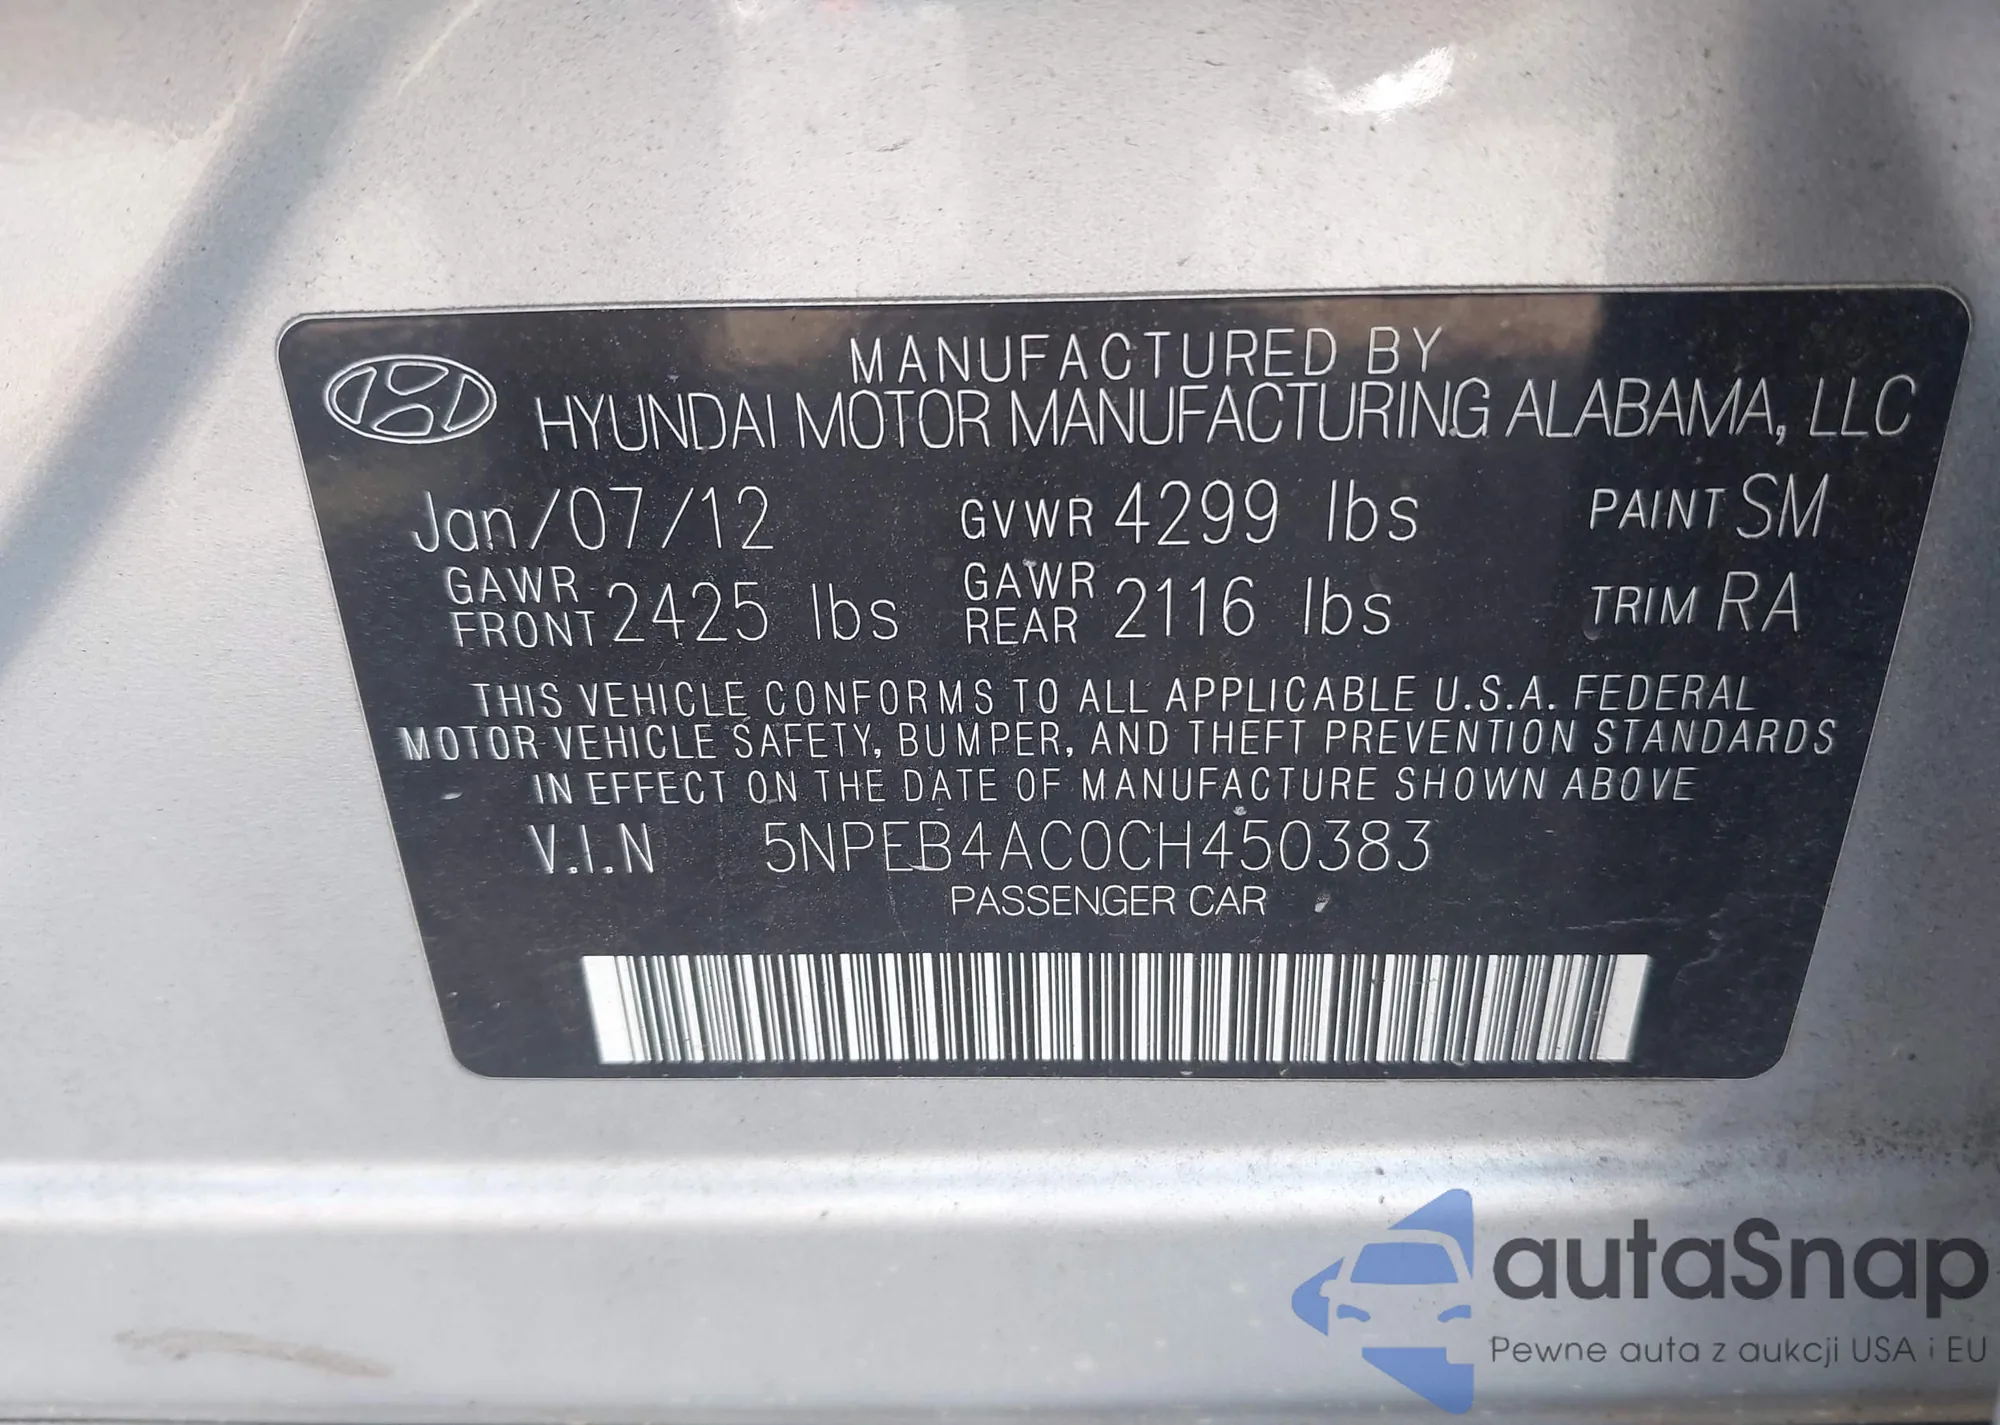 MANUFACTURED BY
HYUNDAI MOTOR MANUFACTURING ALABAMA, LLC
Jan/07/12 GVWR 4299 lbs PAINT SM
GAWR FRONT 2425 lbs GAWR REAR 2116 lbs TRIM RA
THIS VEHICLE CONFORMS TO ALL APPLICABLE U.S.A. FEDERAL
MOTOR VEHICLE SAFETY, BUMPER, AND THEFT PREVENTION STANDARDS
IN EFFECT ON THE DATE OF MANUFACTURE SHOWN ABOVE
V.I.N 5NPEB4AC0CH450383
PASSENGER CAR
autaSnap
Pewne auta z aukcji USA i EU